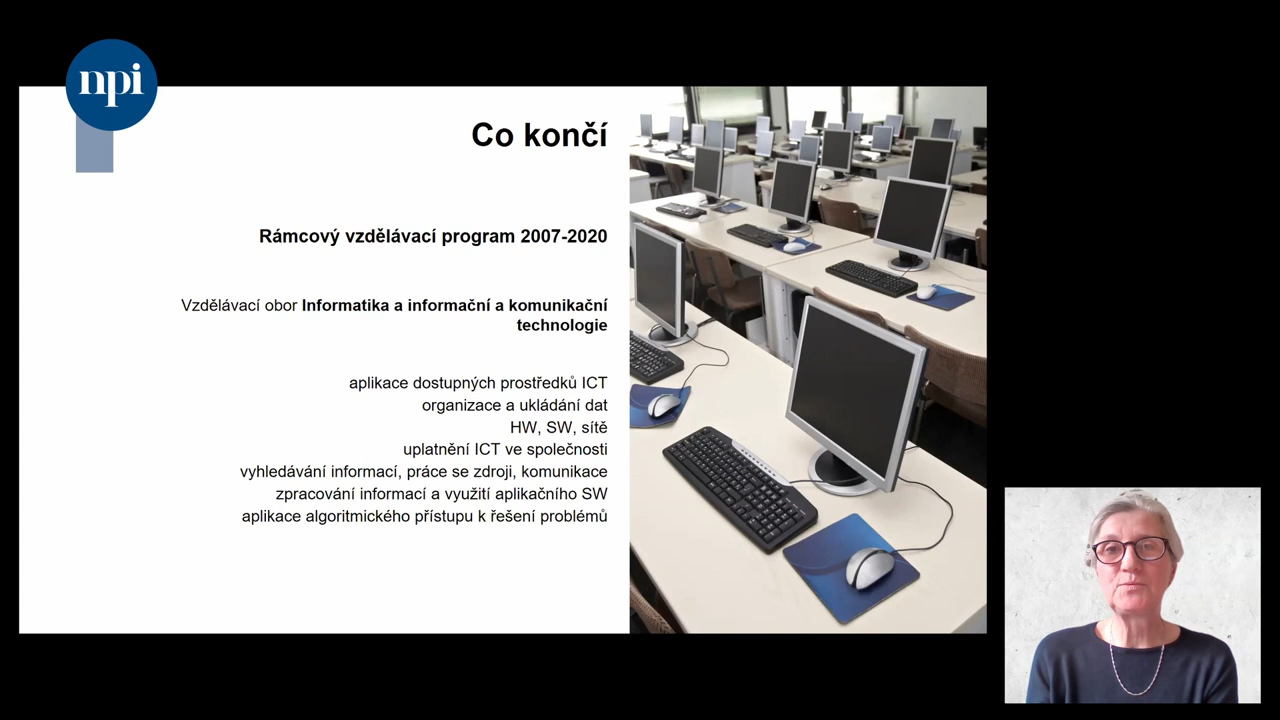 npi
Co končí
Rámcový vzdělávací program 2007-2020
Vzdělávací obor Informatika a informační a komunikační
technologie
aplikace dostupných prostředků ICT
organizace a ukládání dat
HW, SW, sítě
uplatnění ICT ve společnosti
vyhledávání informací, práce se zdroji, komunikace
zpracování informací a využití aplikačního SW
aplikace algoritmického přístupu k řešení problémů